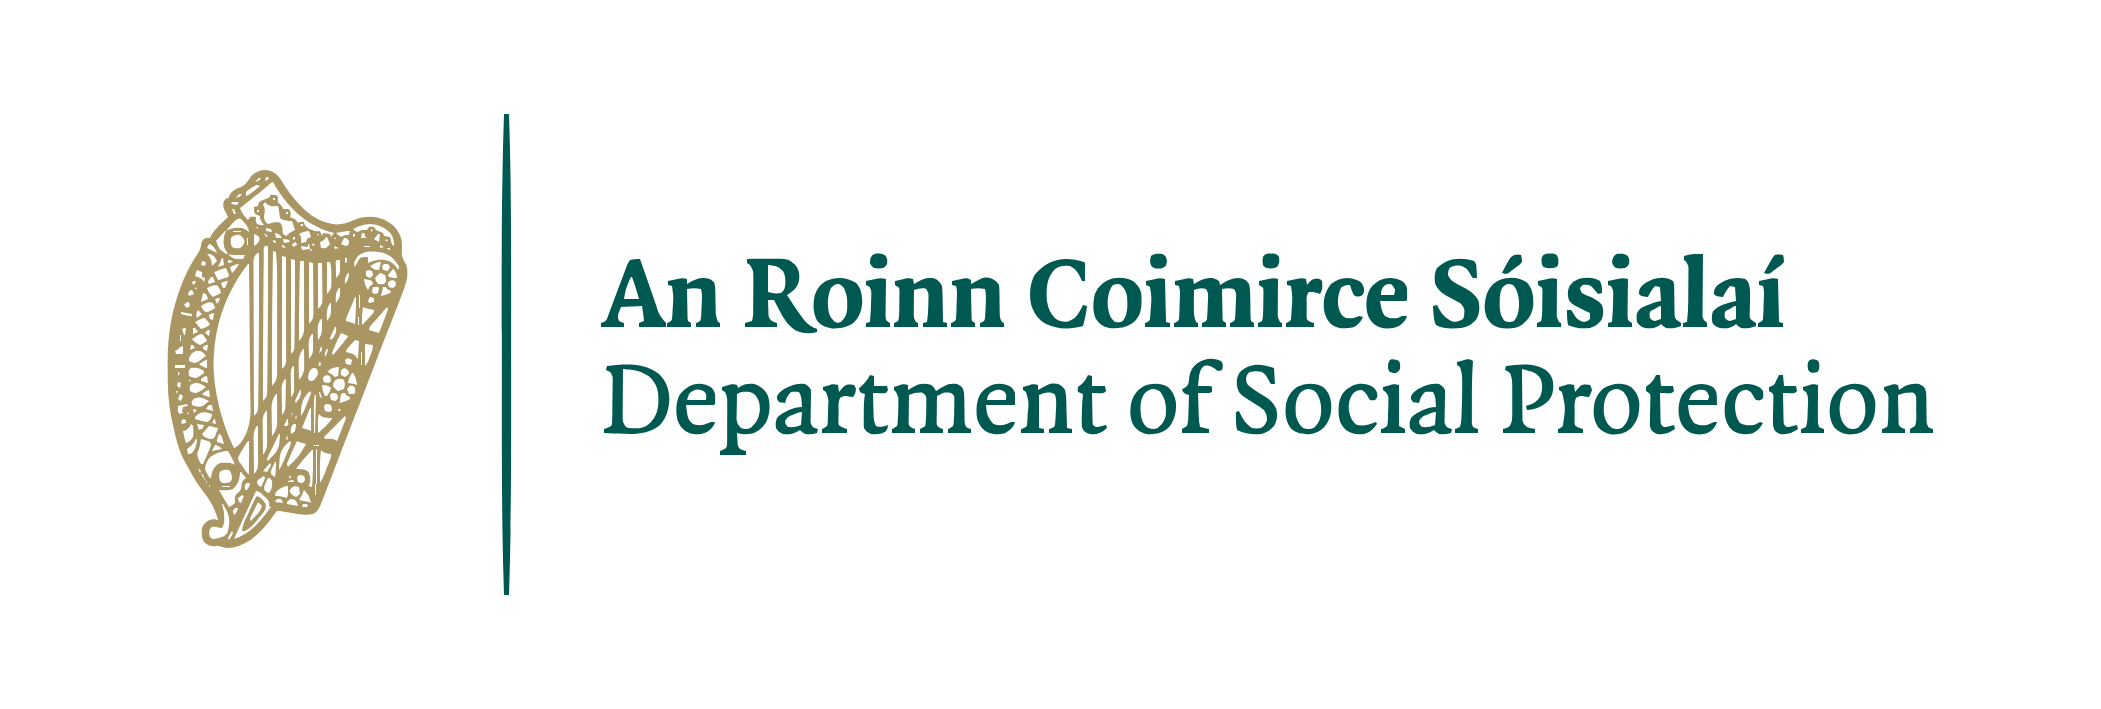 An Roinn Coimirce Sóisialaí
Department of Social Protection